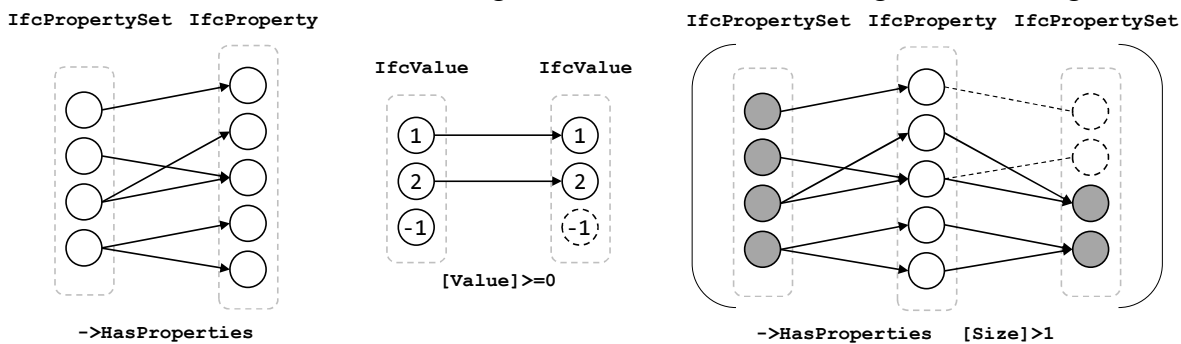 IfcPropertySet IfcProperty
->HasProperties
IfcValue IfcValue
1 1
2 2
-1 -1
[Value]>=0
IfcPropertySet IfcProperty IfcPropertySet
->HasProperties [Size]>1